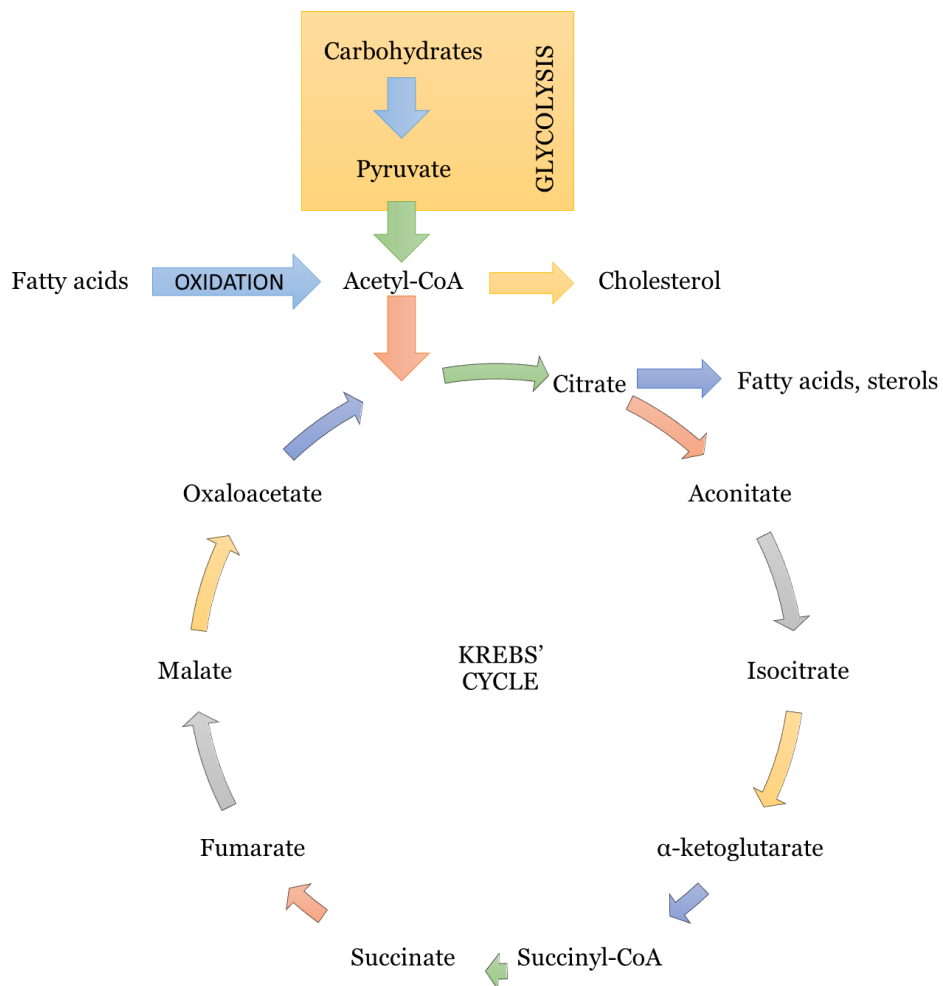 Carbohydrates
GLYCOLYSIS
Pyruvate
Fatty acids
OXIDATION
Acetyl-CoA
Cholesterol
Citrate
Fatty acids, sterols
Oxaloacetate
Aconitate
KREBS’
CYCLE
Malate
Isocitrate
Fumarate
α-ketoglutarate
Succinate
Succinyl-CoA